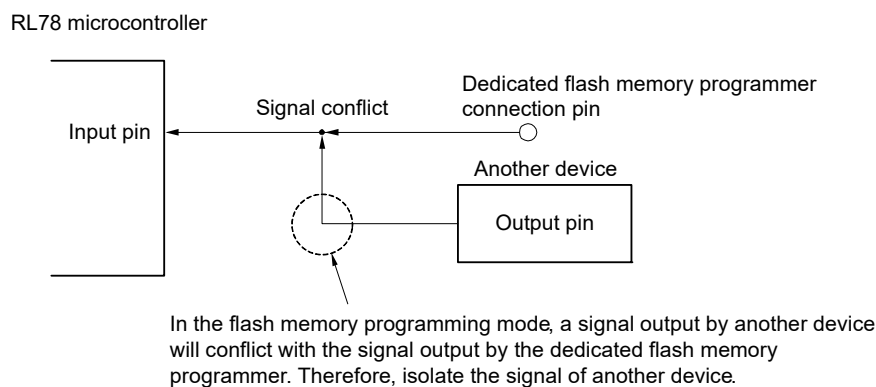 RL78 microcontroller
Dedicated flash memory programmer
connection pin
Signal conflict
Input pin
Another device
Output pin
In the flash memory programming mode, a signal output by another device
will conflict with the signal output by the dedicated flash memory
programmer. Therefore, isolate the signal of another device.